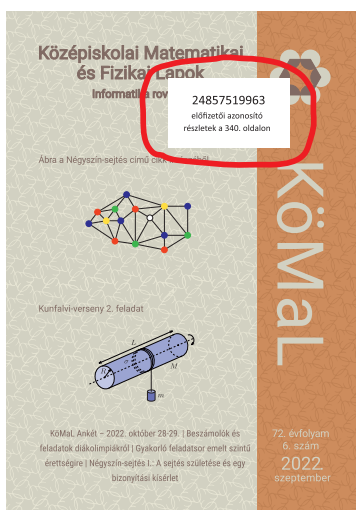 Középiskolai Matematikai
és Fizikai Lapok
Informatika
24857519963
előfizetői azonosító
részletek a 340. oldalon
Ábra a Négyszín-sejtés című cikk
KöMaL
Kunfalvi-verseny 2. feladat
L
R
M
m
KöMaL Ankét – 2022. október 28-29. | Beszámolók és
feladatok diákolimpiákról | Gyakorló feladatsor emelt szintű
érettségire | Négyszín-sejtés I.: A sejtés születése és egy
bizonyítási kísérlet
72. évfolyam
6. szám
2022.
szeptember